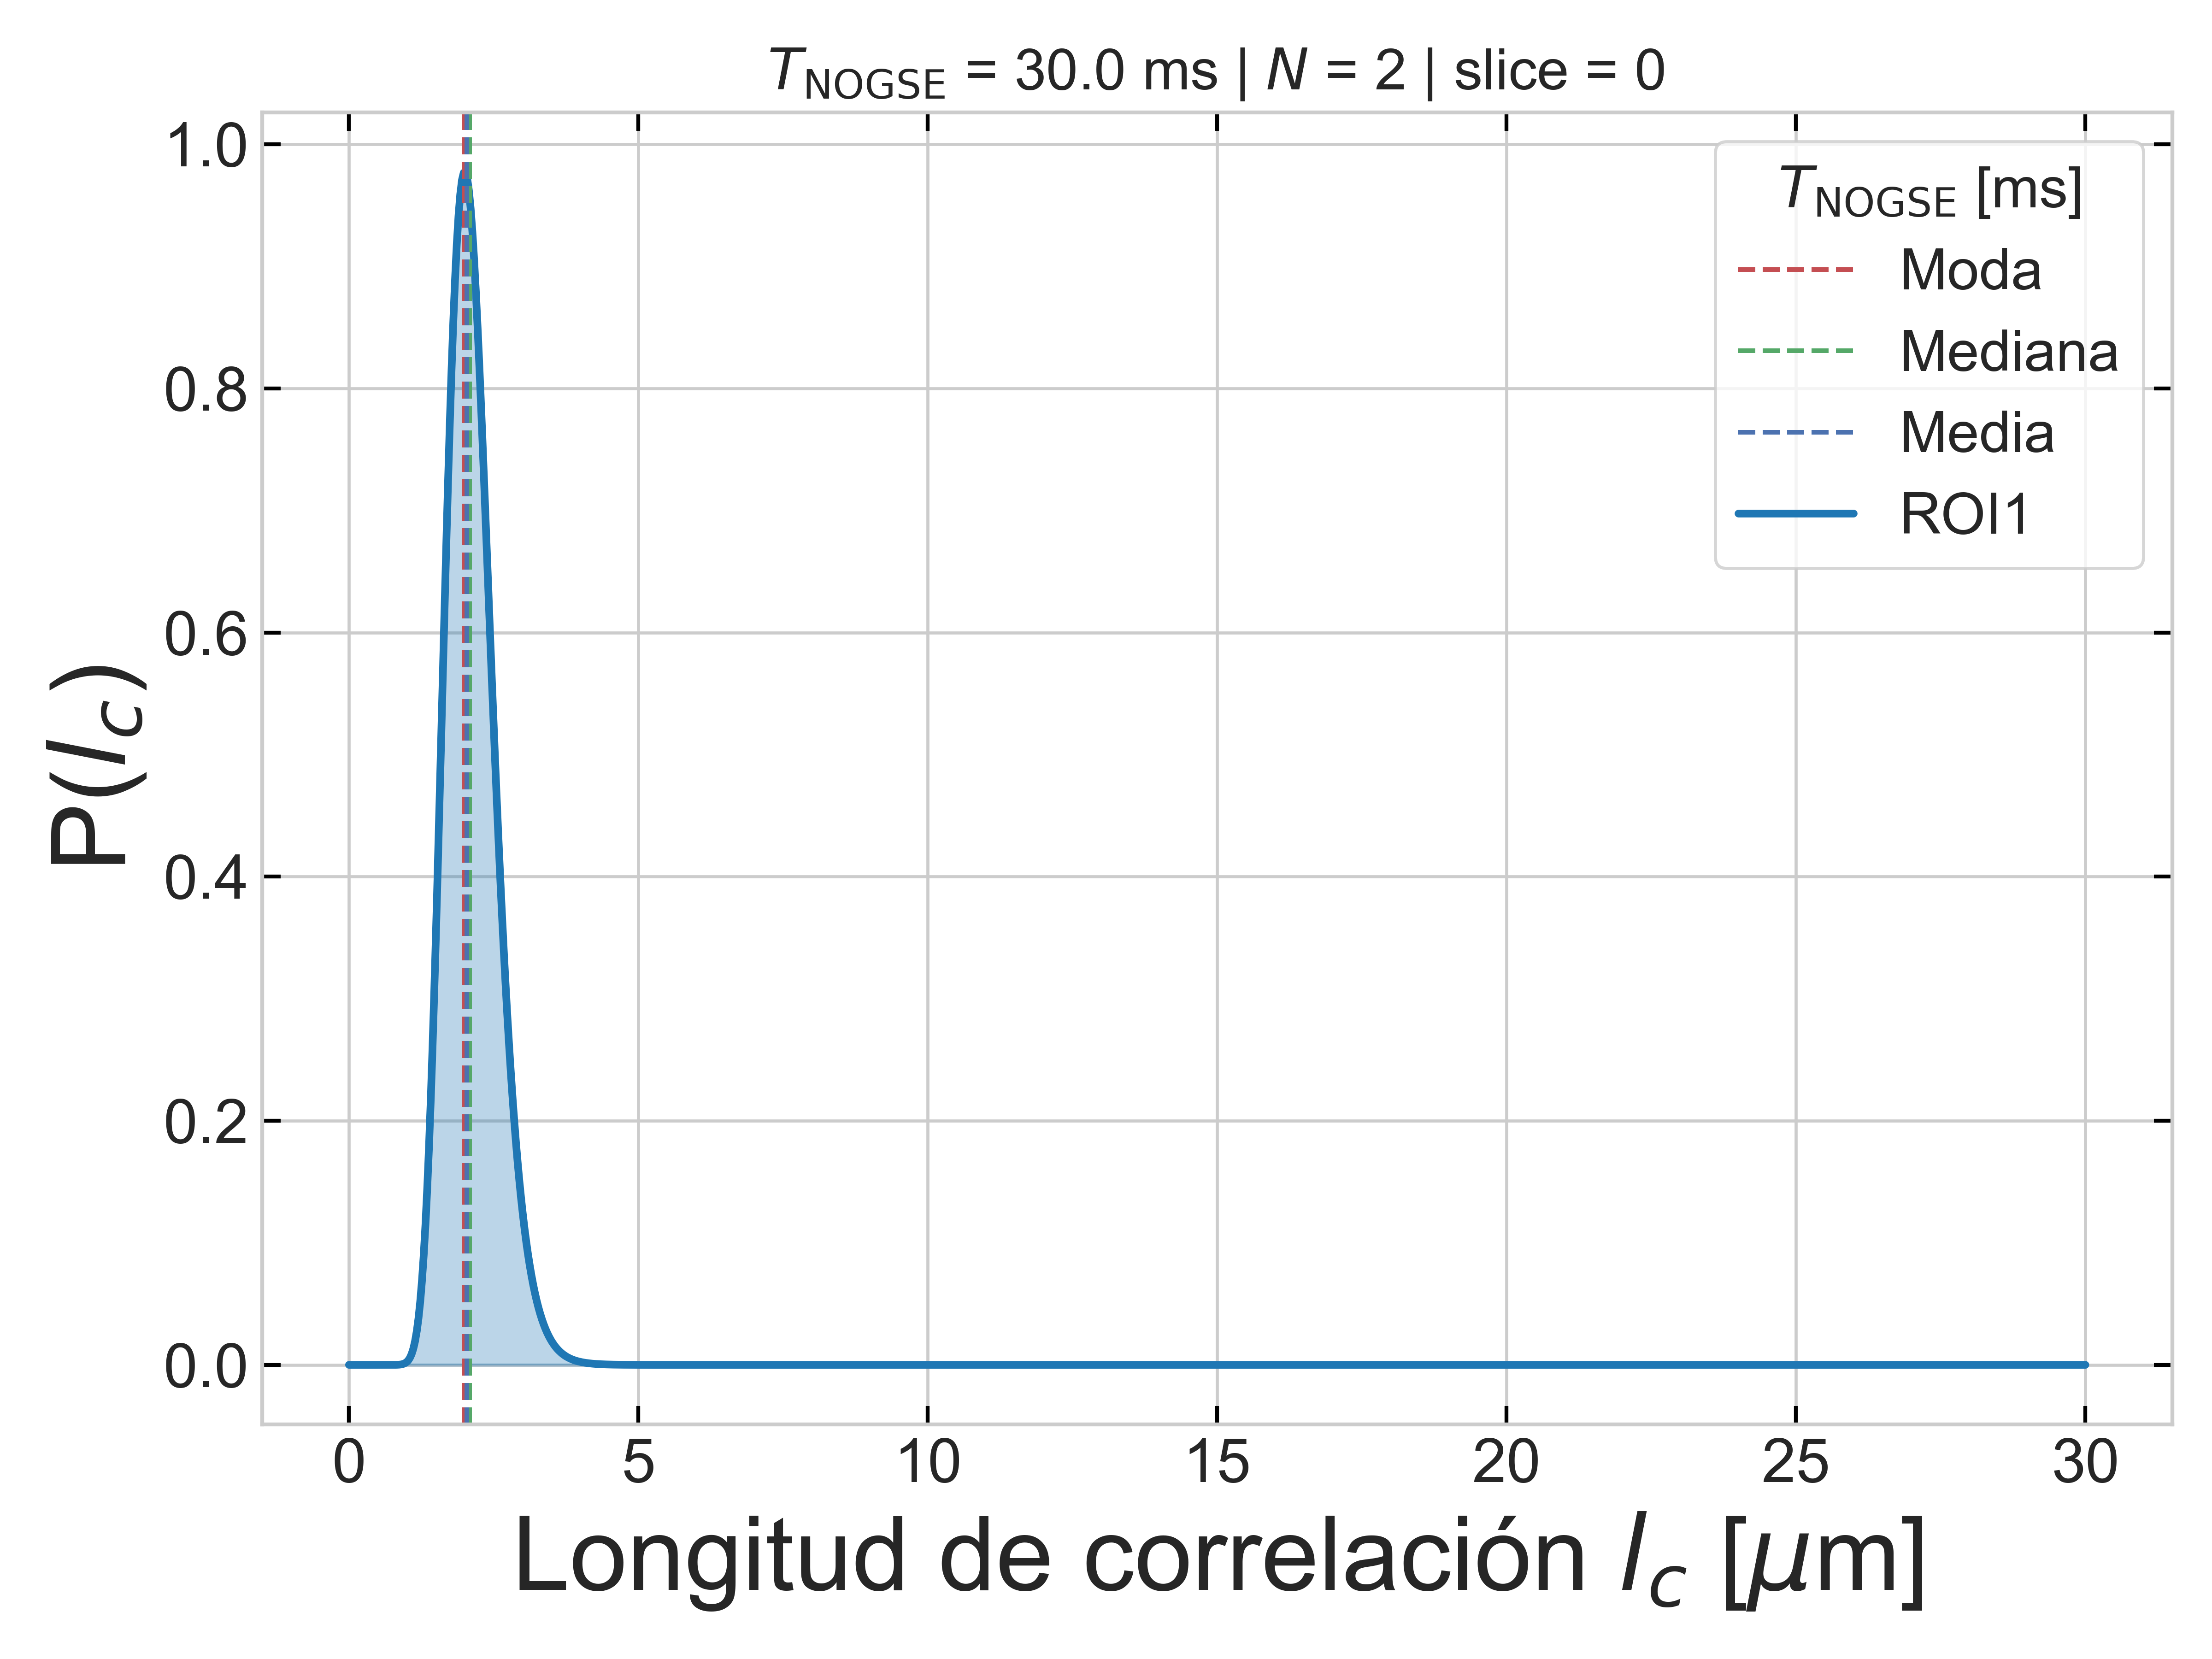 T_NOGSE = 30.0 ms | N = 2 | slice = 0
1.0
0.8
0.6
0.4
0.2
0.0
P(l_c)
T_NOGSE [ms]
Moda
Mediana
Media
ROI1
0 5 10 15 20 25 30
Longitud de correlación l_c [μm]